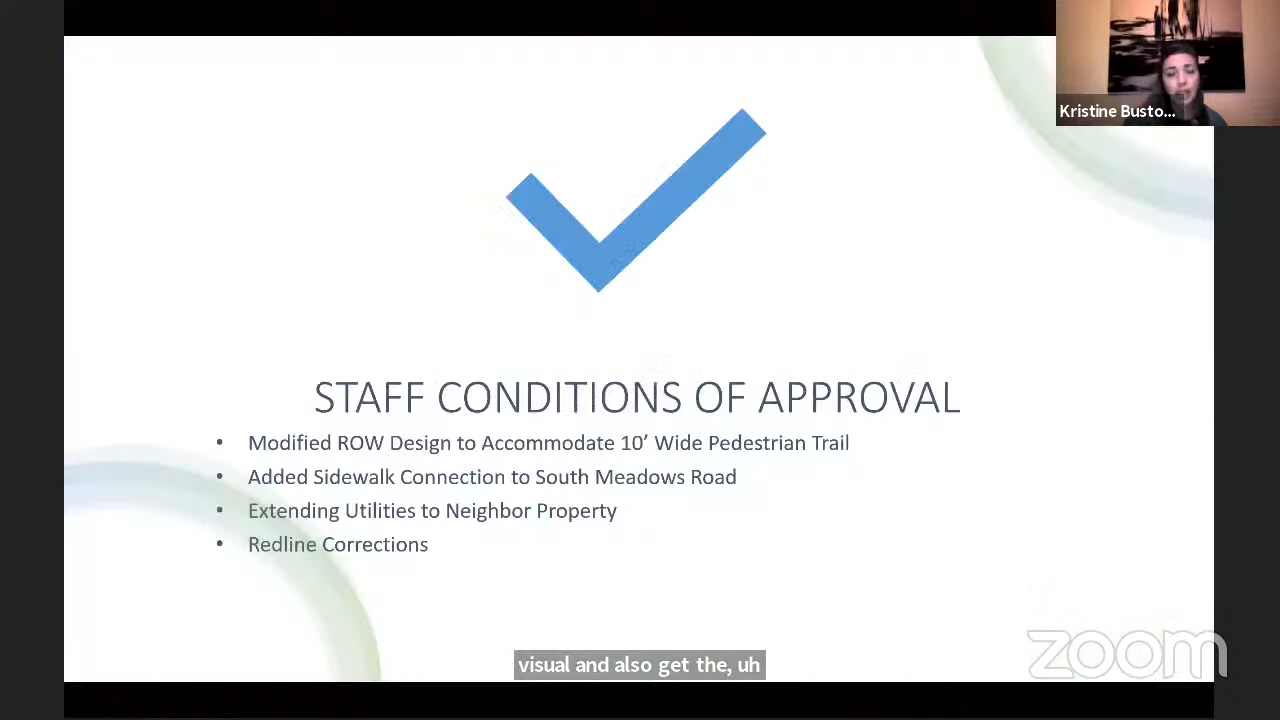 Kristine Busto...
STAFF CONDITIONS OF APPROVAL
• Modified ROW Design to Accommodate 10’ Wide Pedestrian Trail
• Added Sidewalk Connection to South Meadows Road
• Extending Utilities to Neighbor Property
• Redline Corrections
visual and also get the, uh
zoom